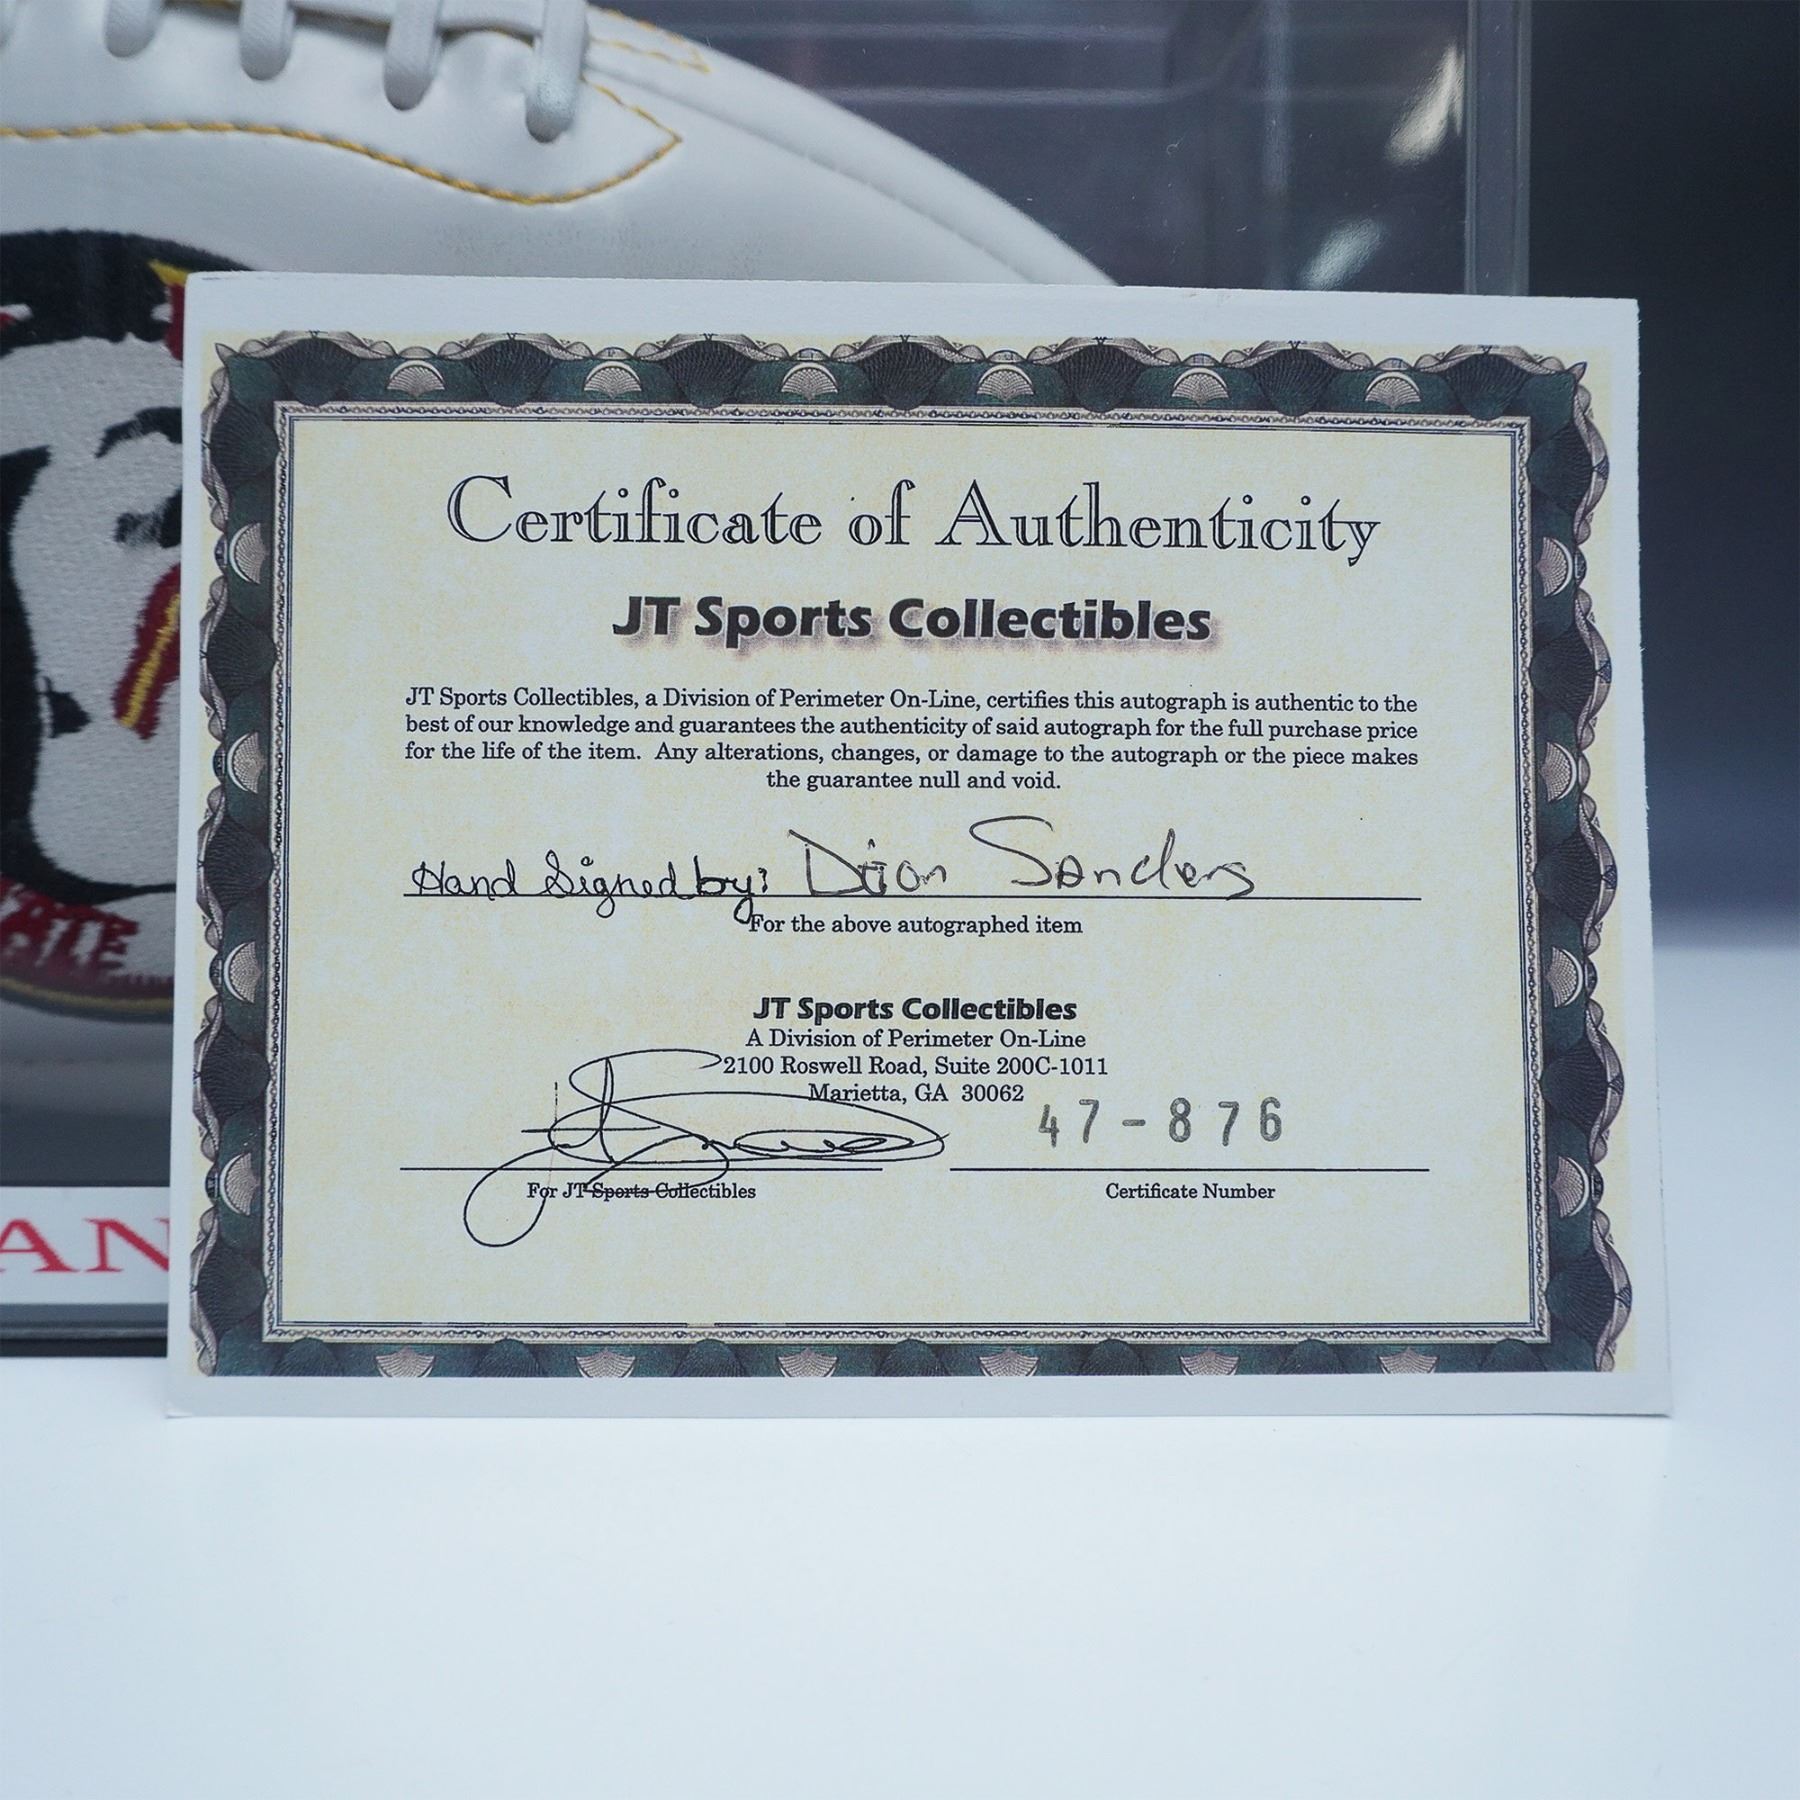 Certificate of Authenticity
JT Sports Collectibles
JT Sports Collectibles, a Division of Perimeter On-Line, certifies this autograph is authentic to the
best of our knowledge and guarantees the authenticity of said autograph for the full purchase price
for the life of the item. Any alterations, changes, or damage to the autograph or the piece makes
the guarantee null and void.
Hand Signed by: Dion Sanders
For the above autographed item
JT Sports Collectibles
A Division of Perimeter On-Line
2100 Roswell Road, Suite 200C-1011
Marietta, GA 30062
47-876
For JT Sports Collectibles
Certificate Number
AN